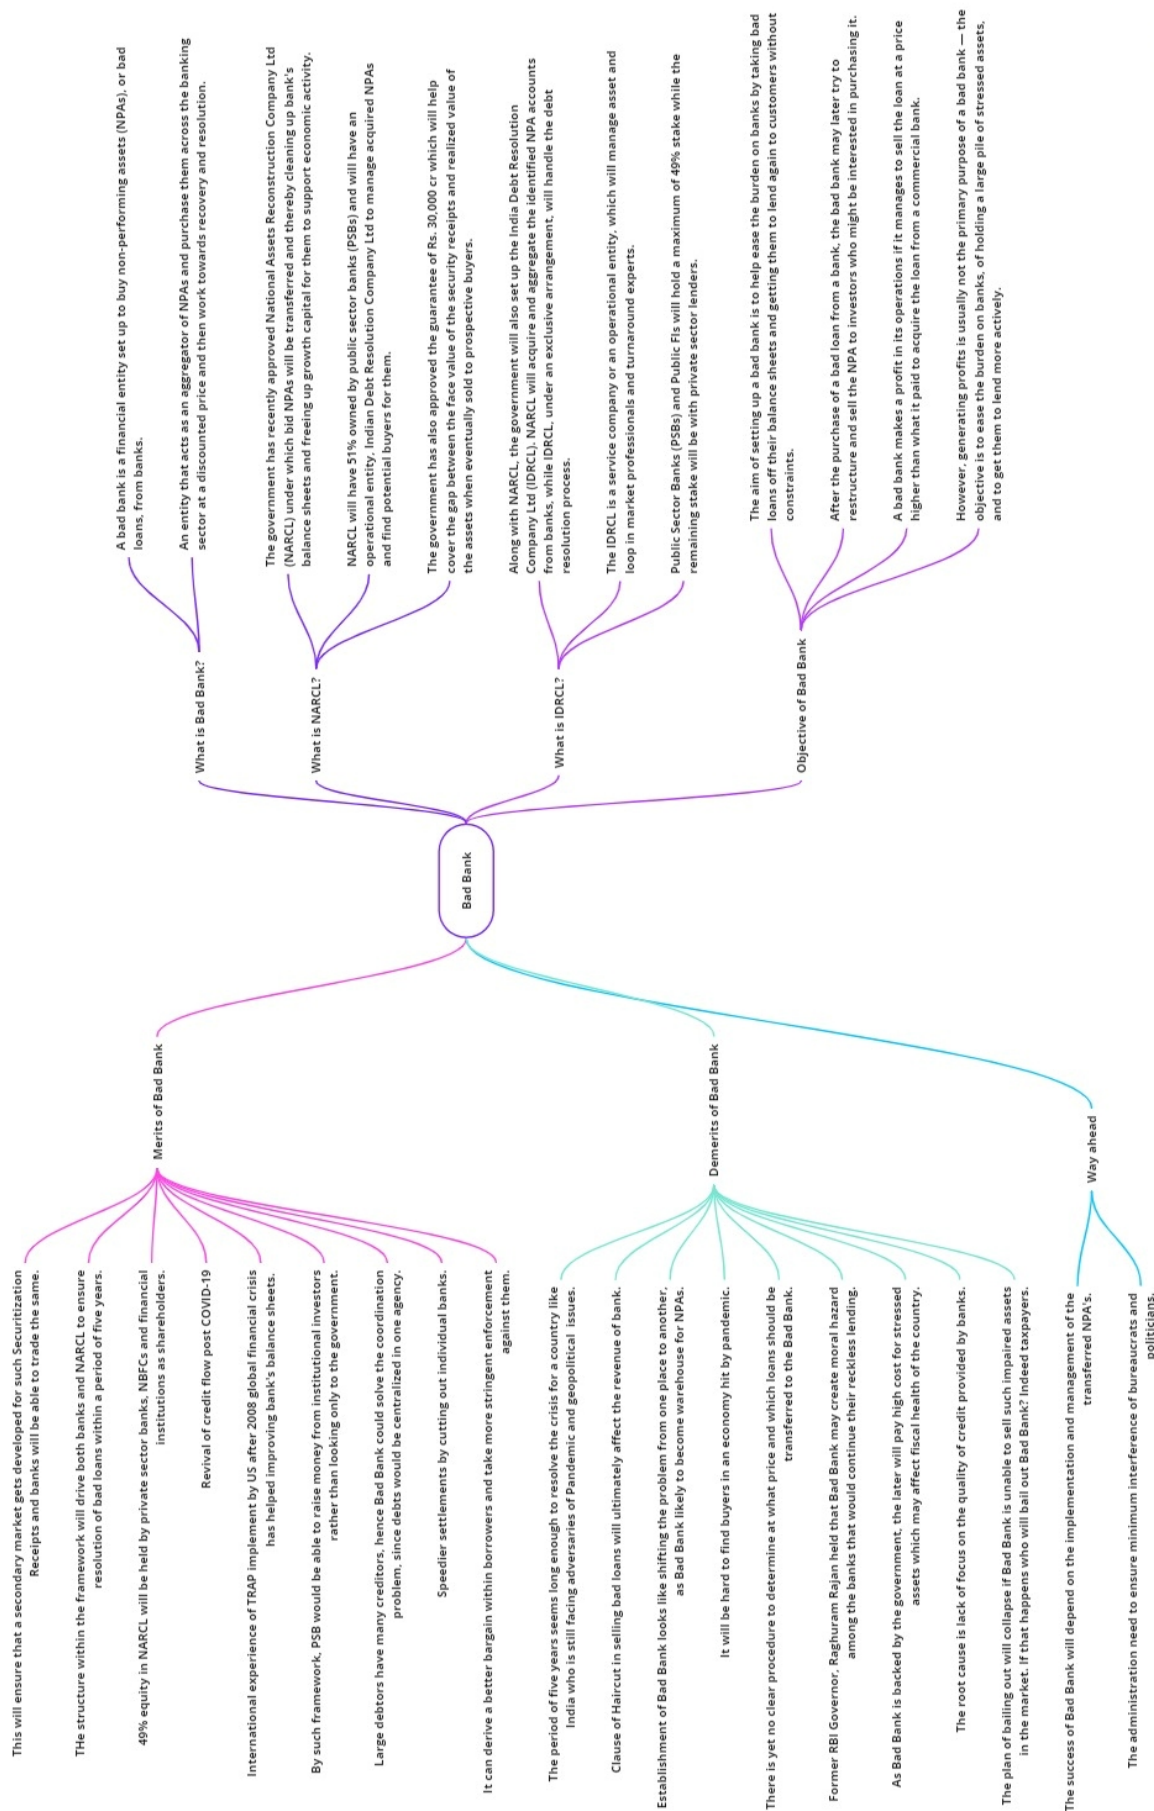 Bad Bank
What is Bad Bank?
A bad bank is a financial entity set up to buy non-performing assets (NPAs), or bad
loans, from banks.
An entity that acts as an aggregator of NPAs and purchase them across the banking
sector at a discounted price and then work towards recovery and resolution.
What is NARCL?
The government has recently approved National Assets Reconstruction Company Ltd
(NARCL) under which bid NPAs will be transferred and thereby cleaning up bank's
balance sheets and freeing up growth capital for them to support economic activity.
NARCL will have 51% owned by public sector banks (PSBs) and will have an
operational entity, Indian Debt Resolution Company Ltd to manage acquired NPAs
and find potential buyers for them.
The government has also approved the guarantee of Rs. 30,000 cr which will help
cover the gap between the face value of the security receipts and realized value of
the assets when eventually sold to prospective buyers.
What is IDRCL?
Along with NARCL, the government will also set up the India Debt Resolution
Company Ltd (IDRCL). NARCL will acquire and aggregate the identified NPA accounts
from banks, while IDRCL, under an exclusive arrangement, will handle the debt
resolution process.
The IDRCL is a service company or an operational entity, which will manage asset and
loop in market professionals and turnaround experts.
Public Sector Banks (PSBs) and Public FIs will hold a maximum of 49% stake while the
remaining stake will be with private sector lenders.
Objective of Bad Bank
The aim of setting up a bad bank is to help ease the burden on banks by taking bad
loans off their balance sheets and getting them to lend again to customers without
constraints.
After the purchase of a bad loan from a bank, the bad bank may later try to
restructure and sell the NPA to investors who might be interested in purchasing it.
A bad bank makes a profit in its operations if it manages to sell the loan at a price
higher than what it paid to acquire the loan from a commercial bank.
However, generating profits is usually not the primary purpose of a bad bank — the
objective is to ease the burden on banks, of holding a large pile of stressed assets,
and to get them to lend more actively.
Merits of Bad Bank
This will ensure that a secondary market gets developed for such Securitization
Receipts and banks will be able to trade the same.
THe structure within the framework will drive both banks and NARCL to ensure
resolution of bad loans within a period of five years.
49% equity in NARCL will be held by private sector banks, NBFCs and financial
institutions as shareholders.
Revival of credit flow post COVID-19
International experience of TRAP implement by US after 2008 global financial crisis
has helped improving bank's balance sheets.
By such framework, PSB would be able to raise money from institutional investors
rather than looking only to the government.
Large debtors have many creditors, hence Bad Bank could solve the coordination
problem, since debts would be centralized in one agency.
Speedier settlements by cutting out individual banks.
It can derive a better bargain within borrowers and take more stringent enforcement
against them.
Demerits of Bad Bank
The period of five years seems long enough to resolve the crisis for a country like
India who is still facing adversaries of Pandemic and geopolitical issues.
Clause of Haircut in selling bad loans will ultimately affect the revenue of bank.
Establishment of Bad Bank looks like shifting the problem from one place to another,
as Bad Bank likely to become warehouse for NPAs.
It will be hard to find buyers in an economy hit by pandemic.
There is yet no clear procedure to determine at what price and which loans should be
transferred to the Bad Bank.
Former RBI Governor, Raghuram Rajan held that Bad Bank may create moral hazard
among the banks that would continue their reckless lending.
As Bad Bank is backed by the government, the later will pay high cost for stressed
assets which may affect fiscal health of the country.
The root cause is lack of focus on the quality of credit provided by banks.
The plan of bailing out will collapse if Bad Bank is unable to sell such impaired assets
in the market. If that happens who will bail out Bad Bank? Indeed taxpayers.
Way ahead
The success of Bad Bank will depend on the implementation and management of the
transferred NPA's.
The administration need to ensure minimum interference of bureaucrats and
politicians.